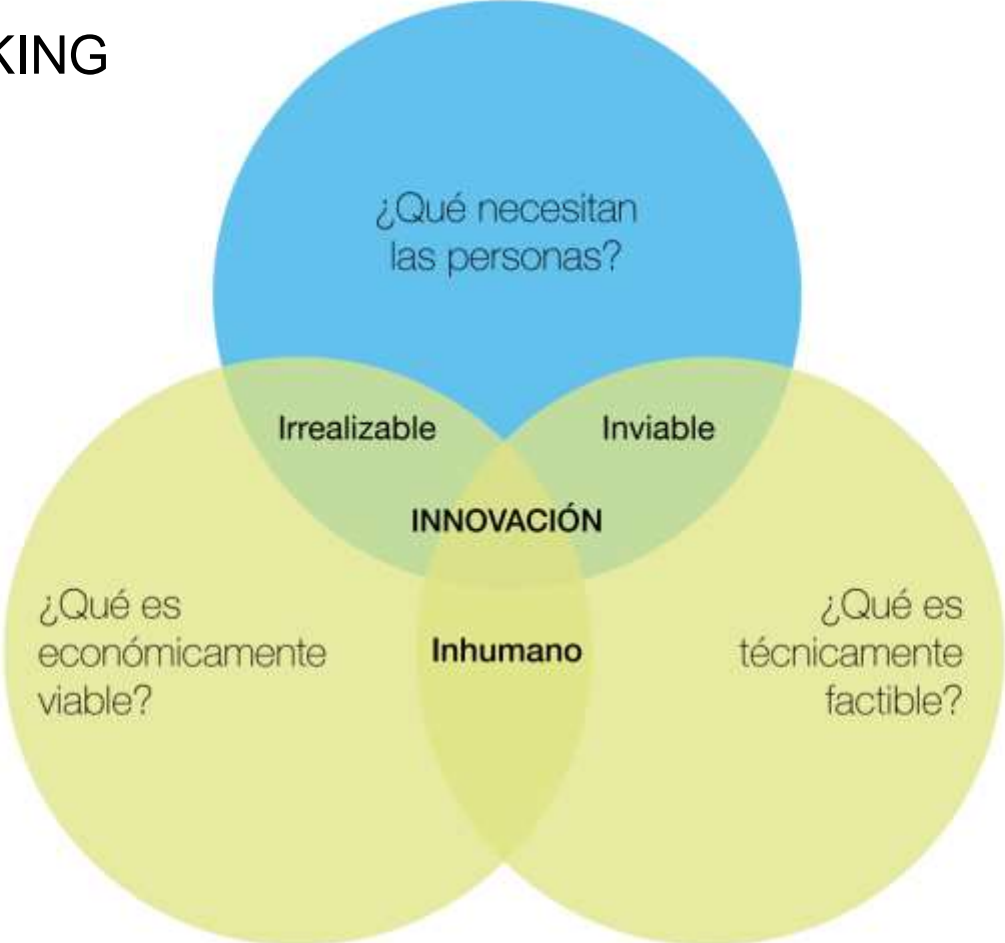 KING
¿Qué necesitan
las personas?
Irrealizable
Inviable
INNOVACIÓN
¿Qué es
económicamente
viable?
Inhumano
¿Qué es
técnicamente
factible?